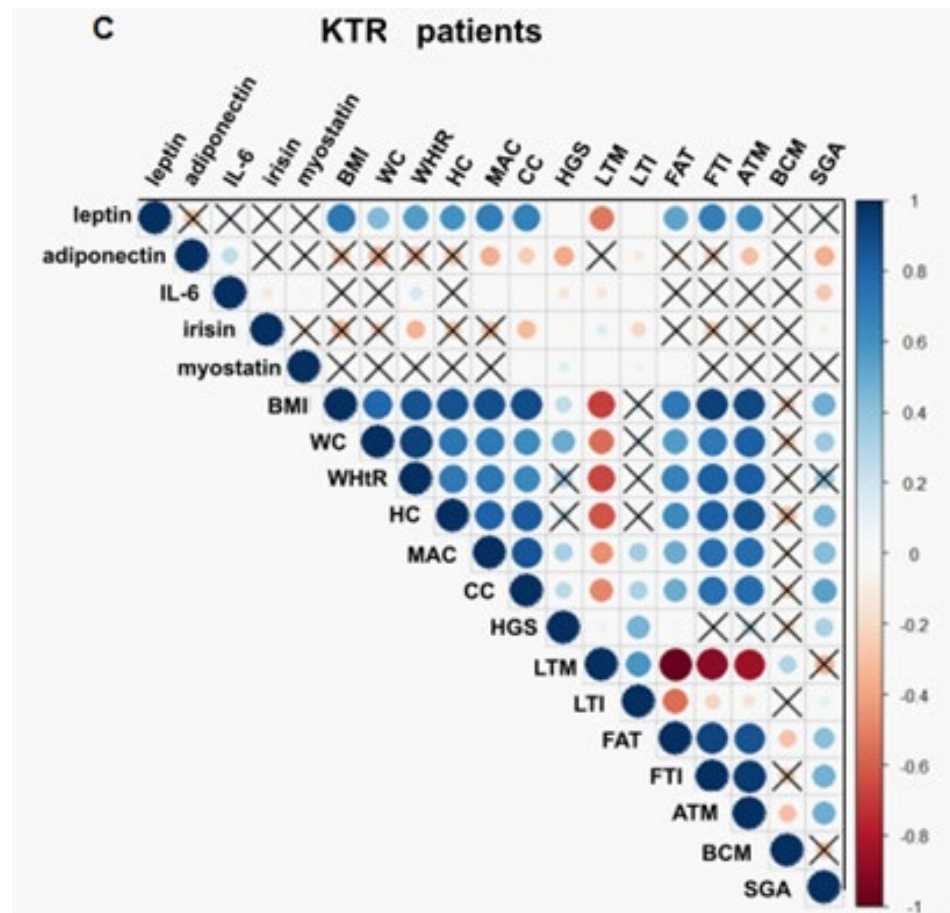 C KTR patients
leptin adiponectin IL-6 irisin myostatin BMI WC WHtR HC MAC CC HGS LTM LTI FAT FTI ATM BCM SGA
leptin
adiponectin
IL-6
irisin
myostatin
BMI
WC
WHtR
HC
MAC
CC
HGS
LTM
LTI
FAT
FTI
ATM
BCM
SGA
1
0.8
0.6
0.4
0.2
0
-0.2
-0.4
-0.6
-0.8
-1